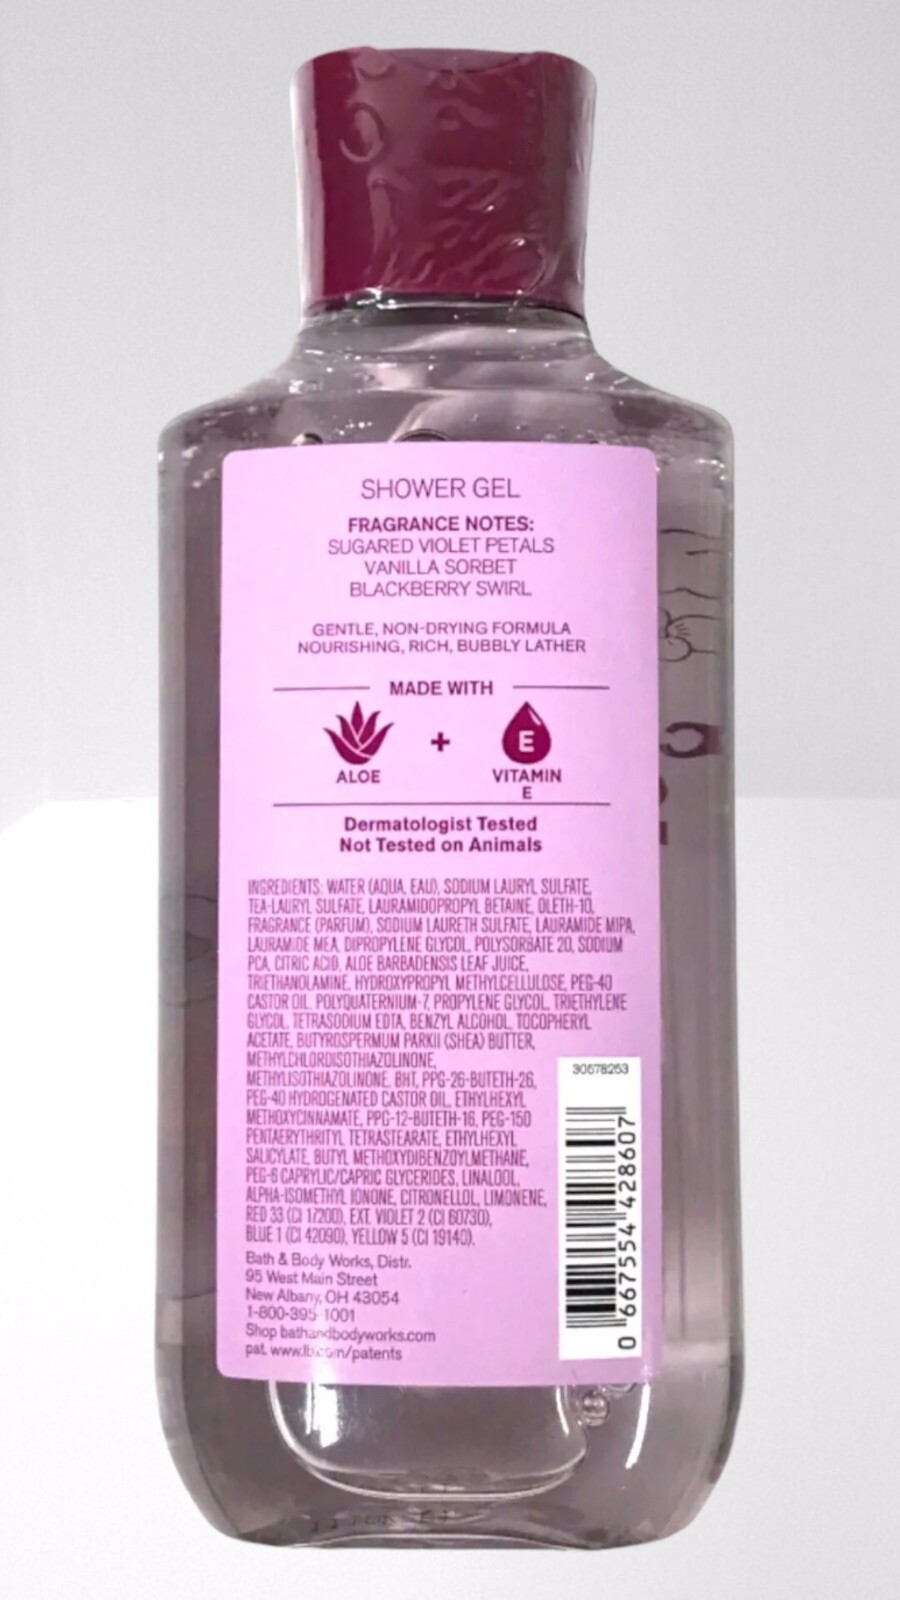 SHOWER GEL
FRAGRANCE NOTES:
SUGARED VIOLET PETALS
VANILLA SORBET
BLACKBERRY SWIRL
GENTLE, NON-DRYING FORMULA
NOURISHING, RICH, BUBBLY LATHER
MADE WITH
ALOE
+
E
VITAMIN
E
Dermatologist Tested
Not Tested on Animals
INGREDIENTS: WATER (AQUA, EAU), SODIUM LAURYL SULFATE,
TEA-LAURYL SULFATE, LAURAMIDOPROPYL BETAINE, OLETH-10,
FRAGRANCE (PARFUM), SODIUM LAURETH SULFATE, LAURAMIDE MIPA,
LAURAMIDE MEA, DIPROPYLENE GLYCOL, POLYSORBATE 20, SODIUM
PCA, CITRIC ACID, ALOE BARBADENSIS LEAF JUICE,
TRIETHANOLAMINE, HYDROXYPROPYL METHYLCELLULOSE, PEG-40
CASTOR OIL, POLYQUATERNIUM-7, PROPYLENE GLYCOL, TRIETHYLENE
GLYCOL, TETRASODIUM EDTA, BENZYL ALCOHOL, TOCOPHERYL
ACETATE, BUTYROSPERMUM PARKII (SHEA) BUTTER,
METHYLCHLOROISOTHIAZOLINONE,
METHYLISOTHIAZOLINONE, BHT, PPG-26-BUTETH-26,
PEG-40 HYDROGENATED CASTOR OIL, ETHYLHEXYL
METHOXYCINNAMATE, PPG-12-BUTETH-16, PEG-150
PENTAERYTHRITYL TETRASTEARATE, ETHYLHEXYL
SALICYLATE, BUTYL METHOXYDIBENZOYLMETHANE,
PEG-6 CAPRYLIC/CAPRIC GLYCERIDES, LINALOOL,
ALPHA-ISOMETHYL IONONE, CITRONELLOL, LIMONENE,
RED 33 (CI 17200), EXT. VIOLET 2 (CI 60730),
BLUE 1 (CI 42090), YELLOW 5 (CI 19140).
Bath & Body Works, Distr.
95 West Main Street
New Albany, OH 43054
1-800-395-1001
Shop bathandbodyworks.com
pat. www.lb.com/patents
30578253
0 667554 428607